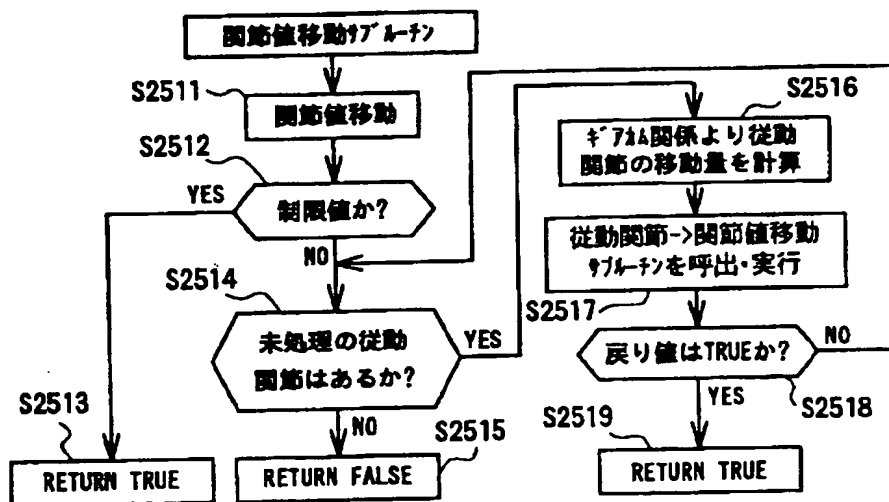 関節値移動ｻﾌﾞﾙｰﾁﾝ
S2511
関節値移動
S2512
制限値か?
YES
NO
S2514
未処理の従動
関節はあるか?
YES
NO
S2513
RETURN TRUE
S2515
RETURN FALSE
S2516
ｷﾞｱｶﾑ関係より従動
関節の移動量を計算
従動関節->関節値移動
ｻﾌﾞﾙｰﾁﾝを呼出･実行
S2517
戻り値はTRUEか?
NO
YES
S2518
S2519
RETURN TRUE